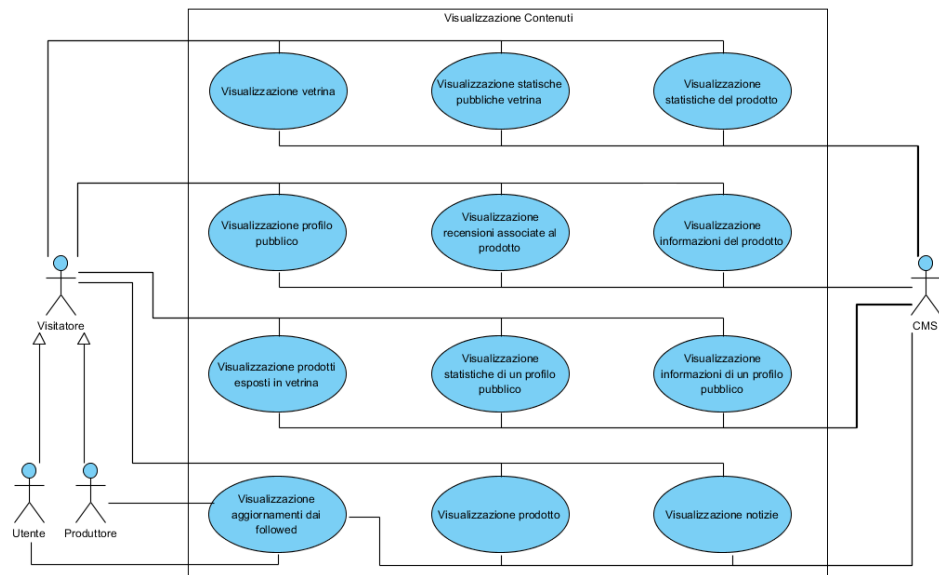 Visualizzazione Contenuti
Visualizzazione vetrina
Visualizzazione statische
pubbliche vetrina
Visualizzazione
statistiche del prodotto
Visualizzazione profilo
pubblico
Visualizzazione
recensioni associate al
prodotto
Visualizzazione
informazioni del prodotto
Visitatore
CMS
Visualizzazione prodotti
esposti in vetrina
Visualizzazione
statistiche di un profilo
pubblico
Visualizzazione
informazioni di un profilo
pubblico
Utente
Produttore
Visualizzazione
aggiornamenti dai
followed
Visualizzazione prodotto
Visualizzazione notizie